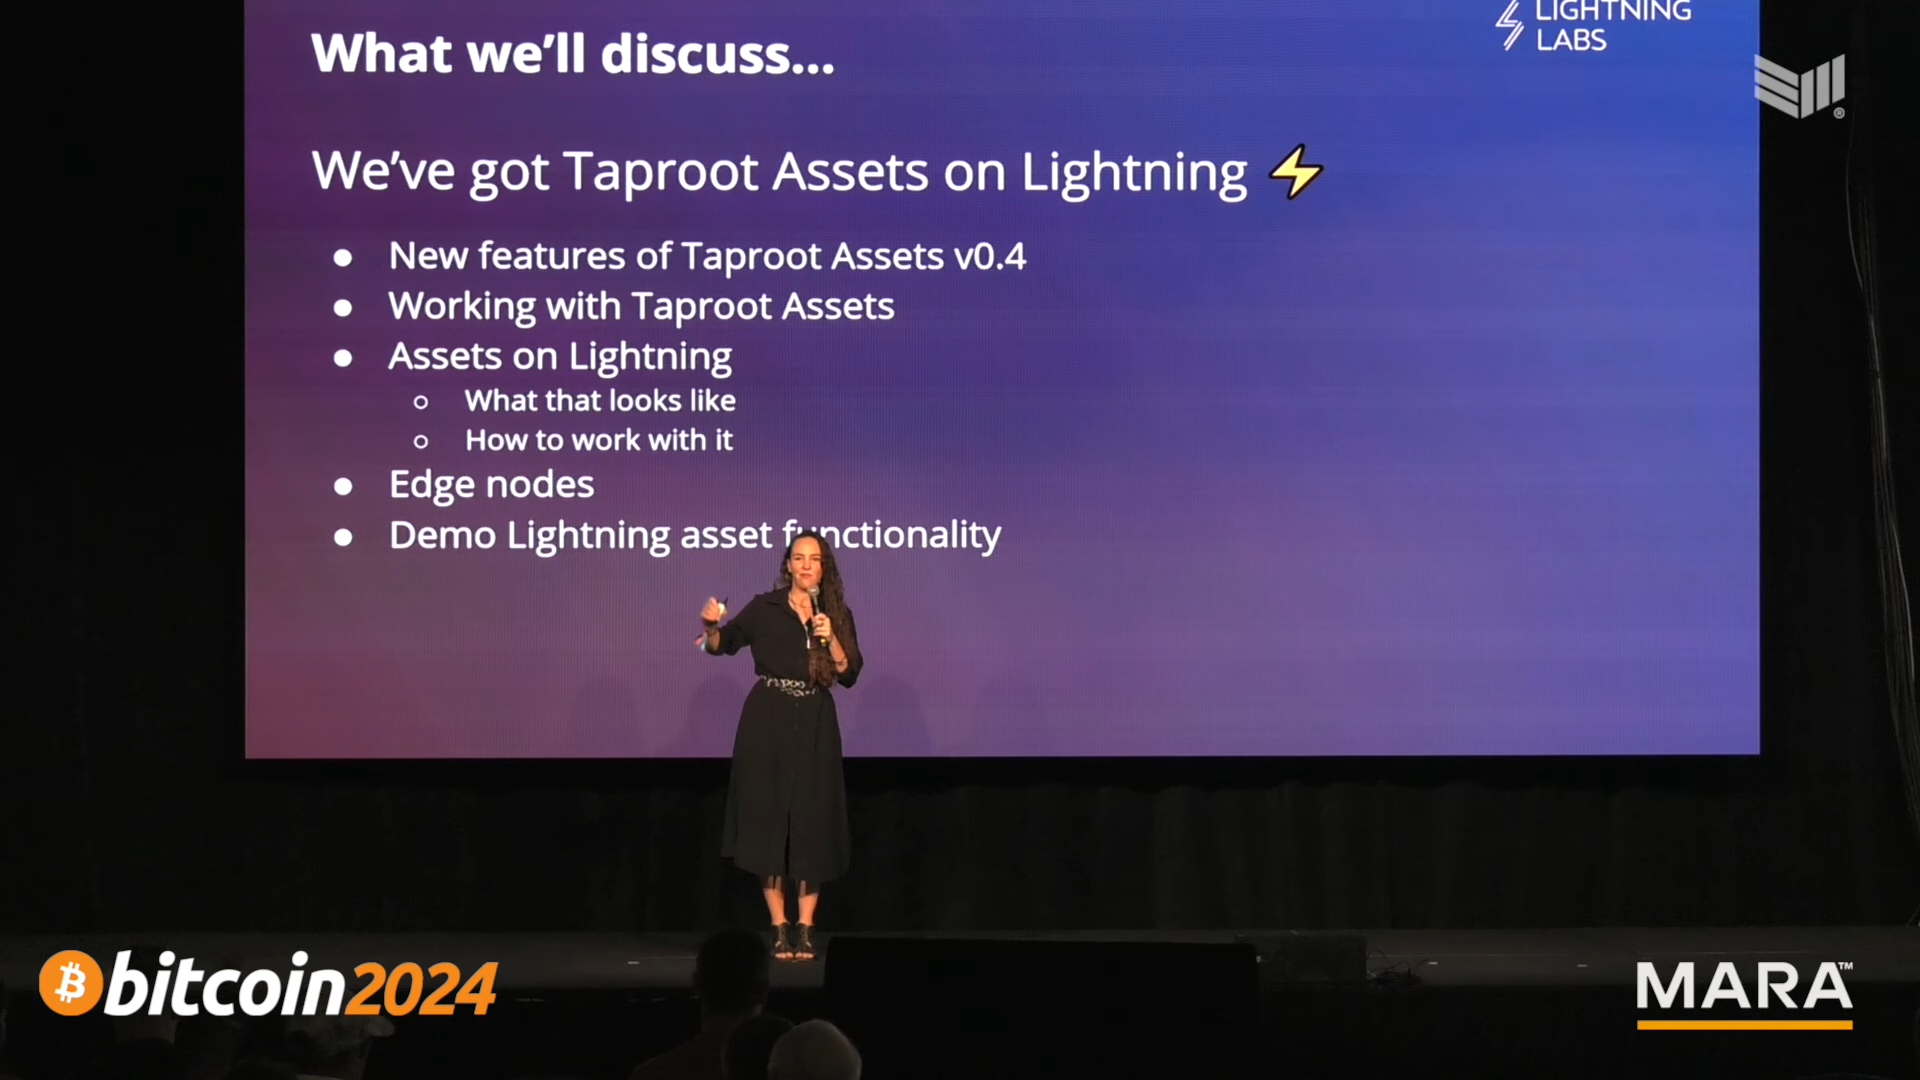 What we'll discuss...
LIGHTNING
LABS
We've got Taproot Assets on Lightning ⚡
● New features of Taproot Assets v0.4
● Working with Taproot Assets
● Assets on Lightning
○ What that looks like
○ How to work with it
● Edge nodes
● Demo Lightning asset functionality
bitcoin2024
MARA™